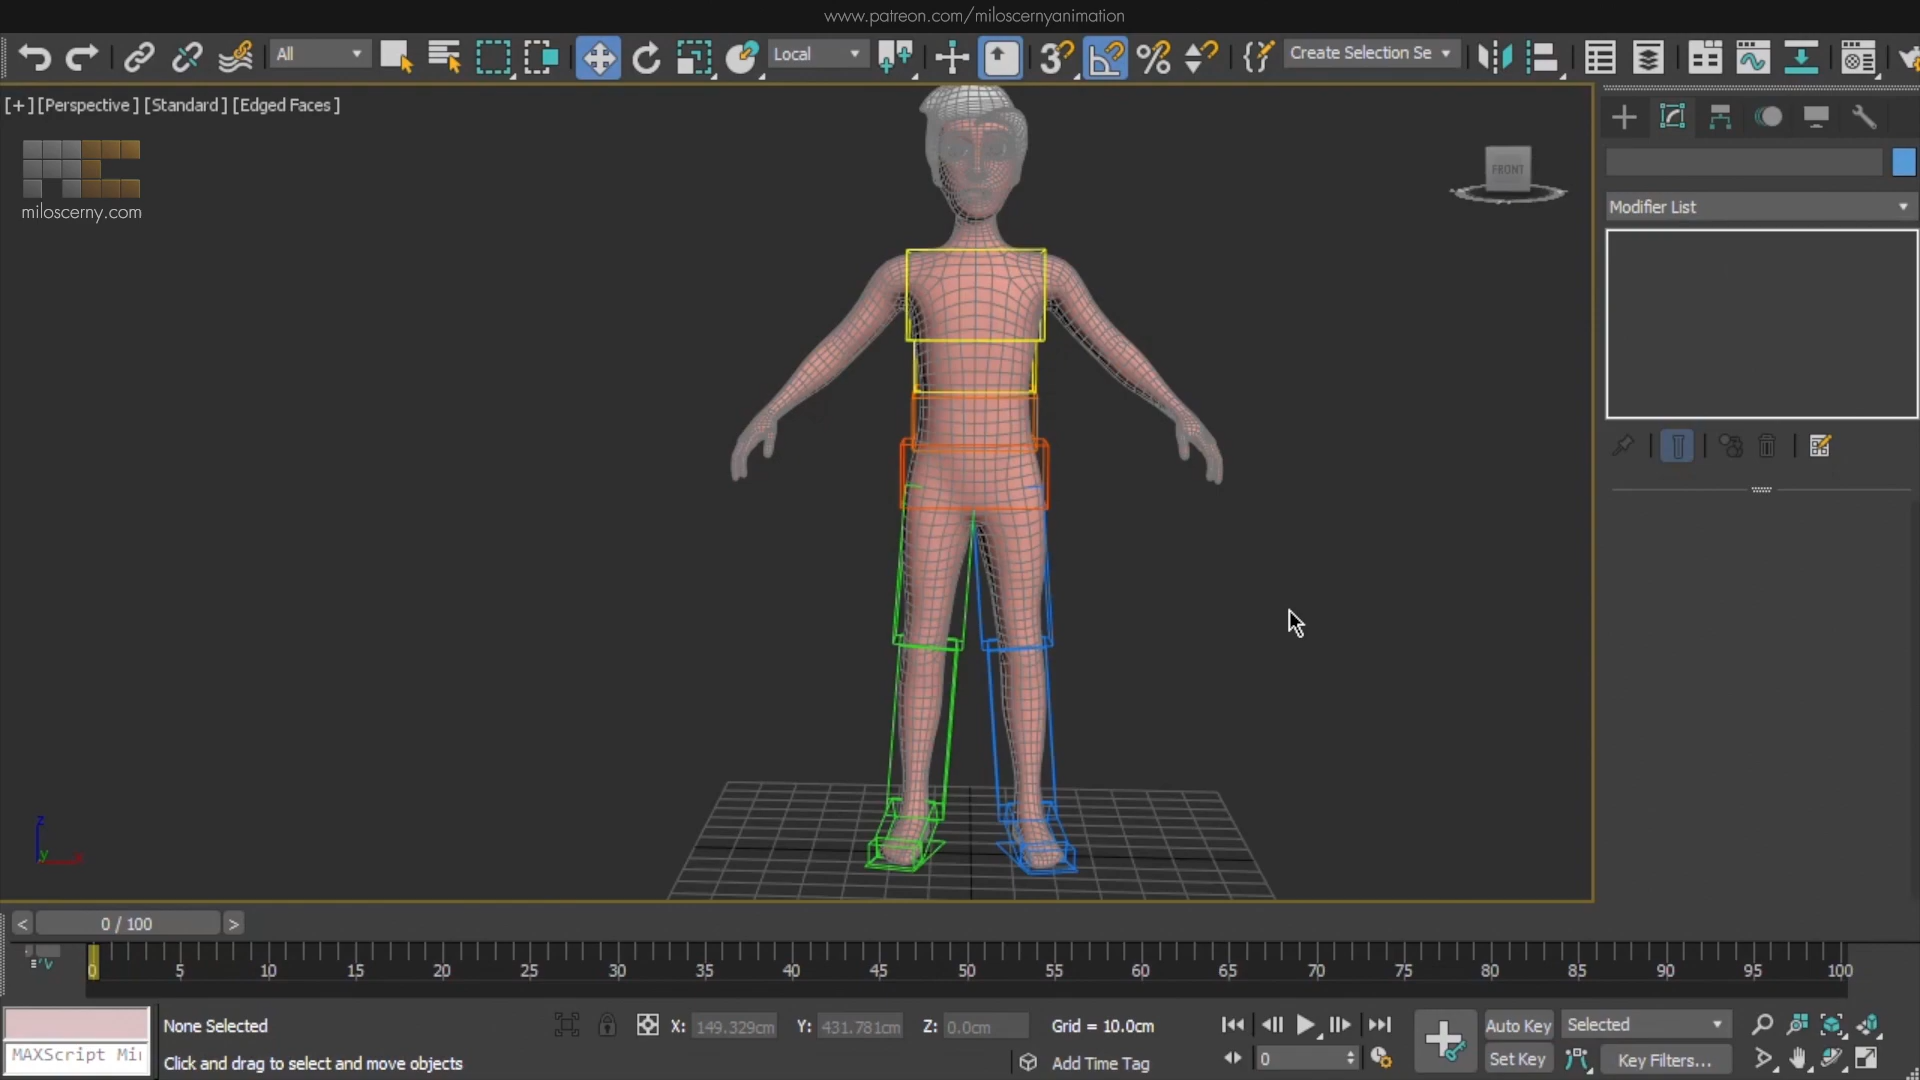 www.patreon.com/miloscernyanimation
All
Local
3
Create Selection Se
[+] [Perspective] [Standard] [Edged Faces]
miloscerny.com
FRONT
Modifier List
z
y
< 0 / 100 >
0 5 10 15 20 25 30 35 40 45 50 55 60 65 70 75 80 85 90 95 100
None Selected
X: 149.329cm Y: 431.781cm Z: 0.0cm Grid = 10.0cm
Auto Key
Selected
MAXScript Mi
Click and drag to select and move objects
Add Time Tag
0
Set Key
Key Filters...